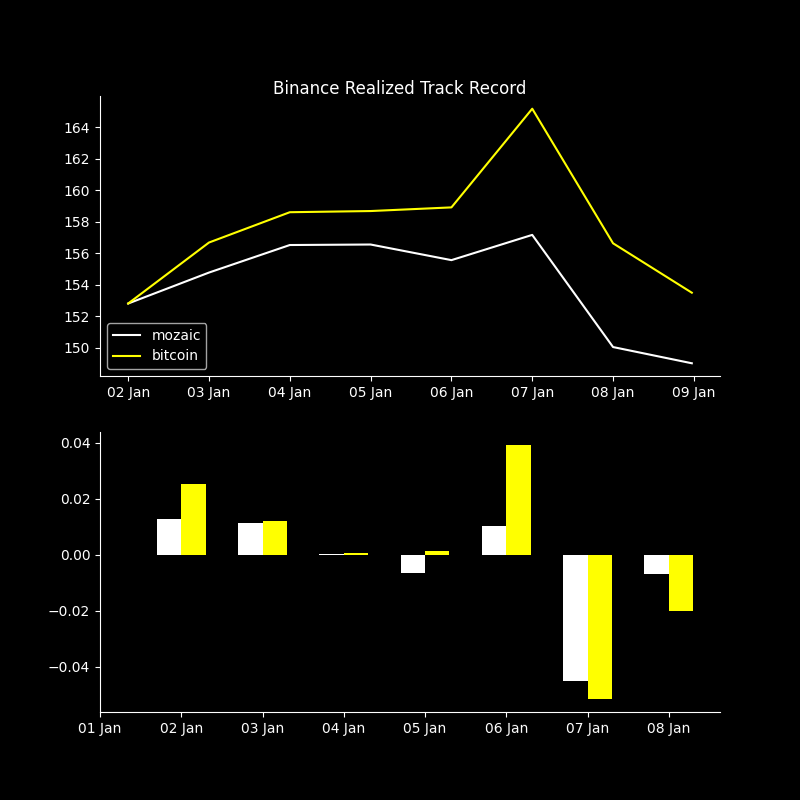 Binance Realized Track Record
164
162
160
158
156
154
152
150
mozaic
bitcoin
02 Jan 03 Jan 04 Jan 05 Jan 06 Jan 07 Jan 08 Jan 09 Jan
0.04
0.02
0.00
−0.02
−0.04
01 Jan 02 Jan 03 Jan 04 Jan 05 Jan 06 Jan 07 Jan 08 Jan